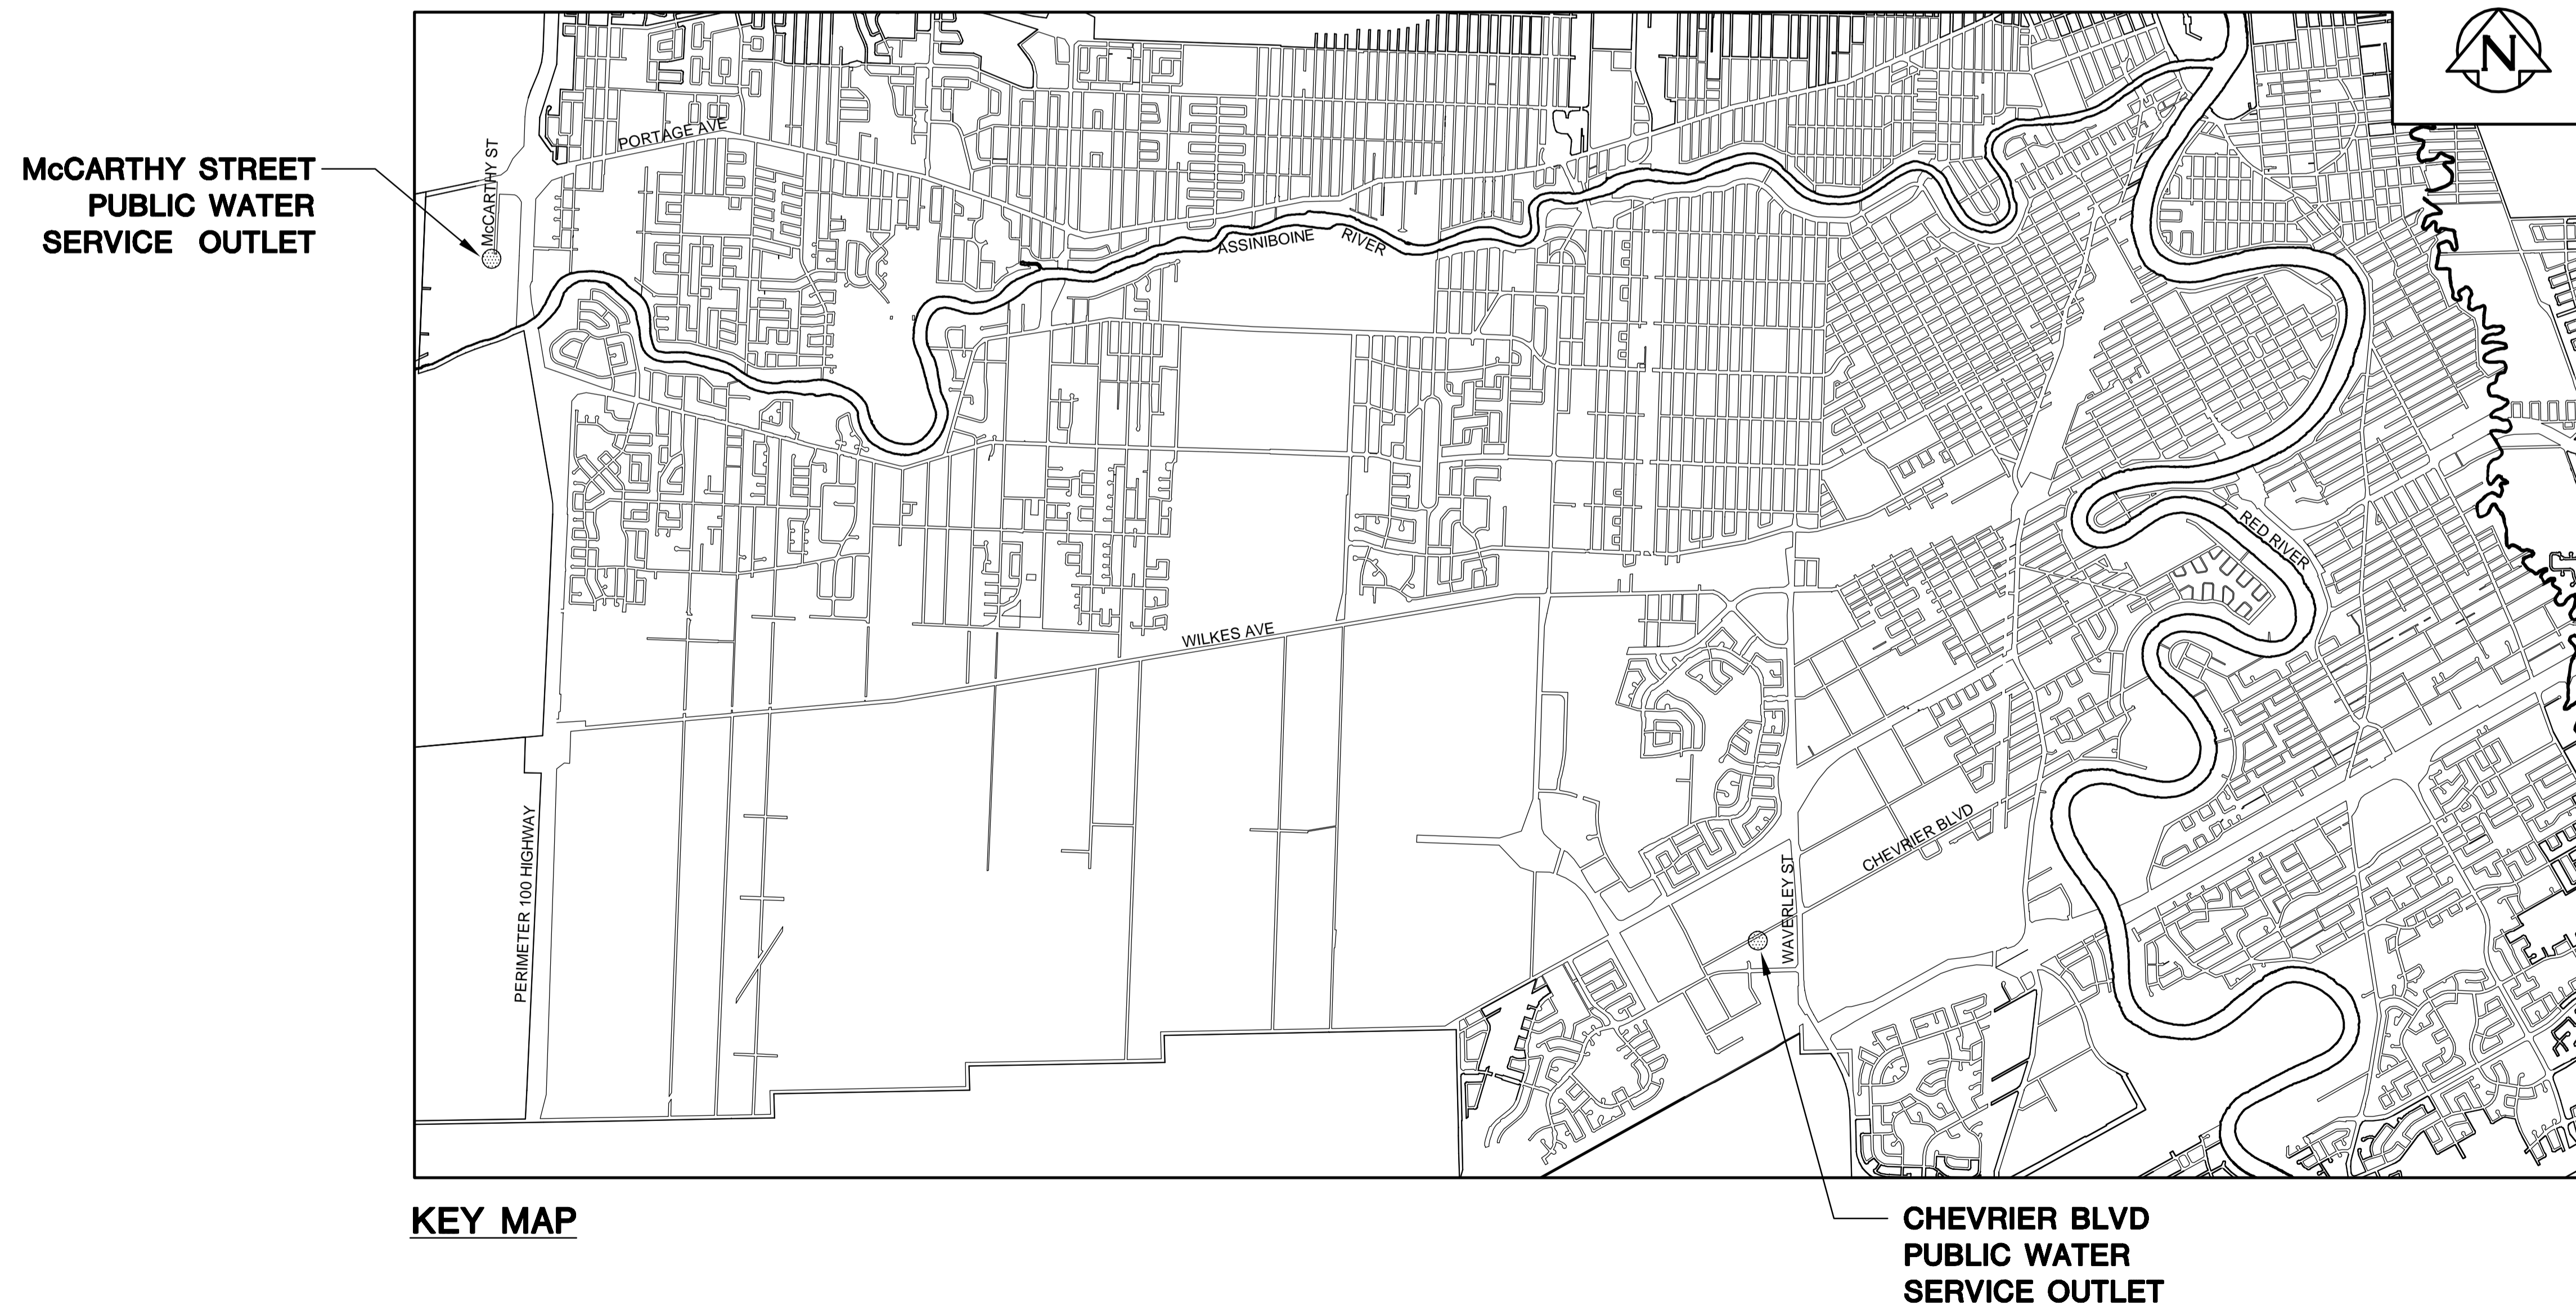 N
PORTAGE AVE
McCARTHY ST
McCARTHY STREET
PUBLIC WATER
SERVICE OUTLET
ASSINIBOINE RIVER
RED RIVER
WILKES AVE
PERIMETER 100 HIGHWAY
CHEVRIER BLVD
WAVERLEY ST
KEY MAP
CHEVRIER BLVD
PUBLIC WATER
SERVICE OUTLET